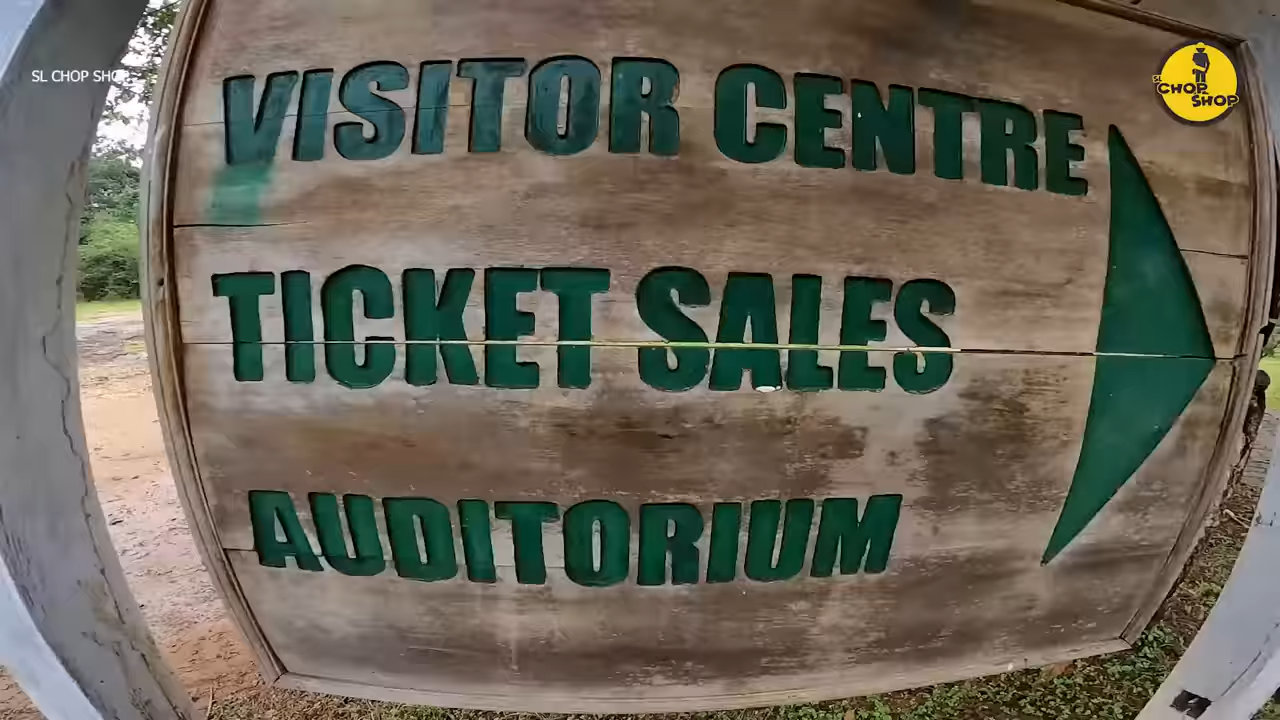 SL CHOP SHOP
SL
CHOP
SHOP
VISITOR CENTRE
TICKET SALES
AUDITORIUM